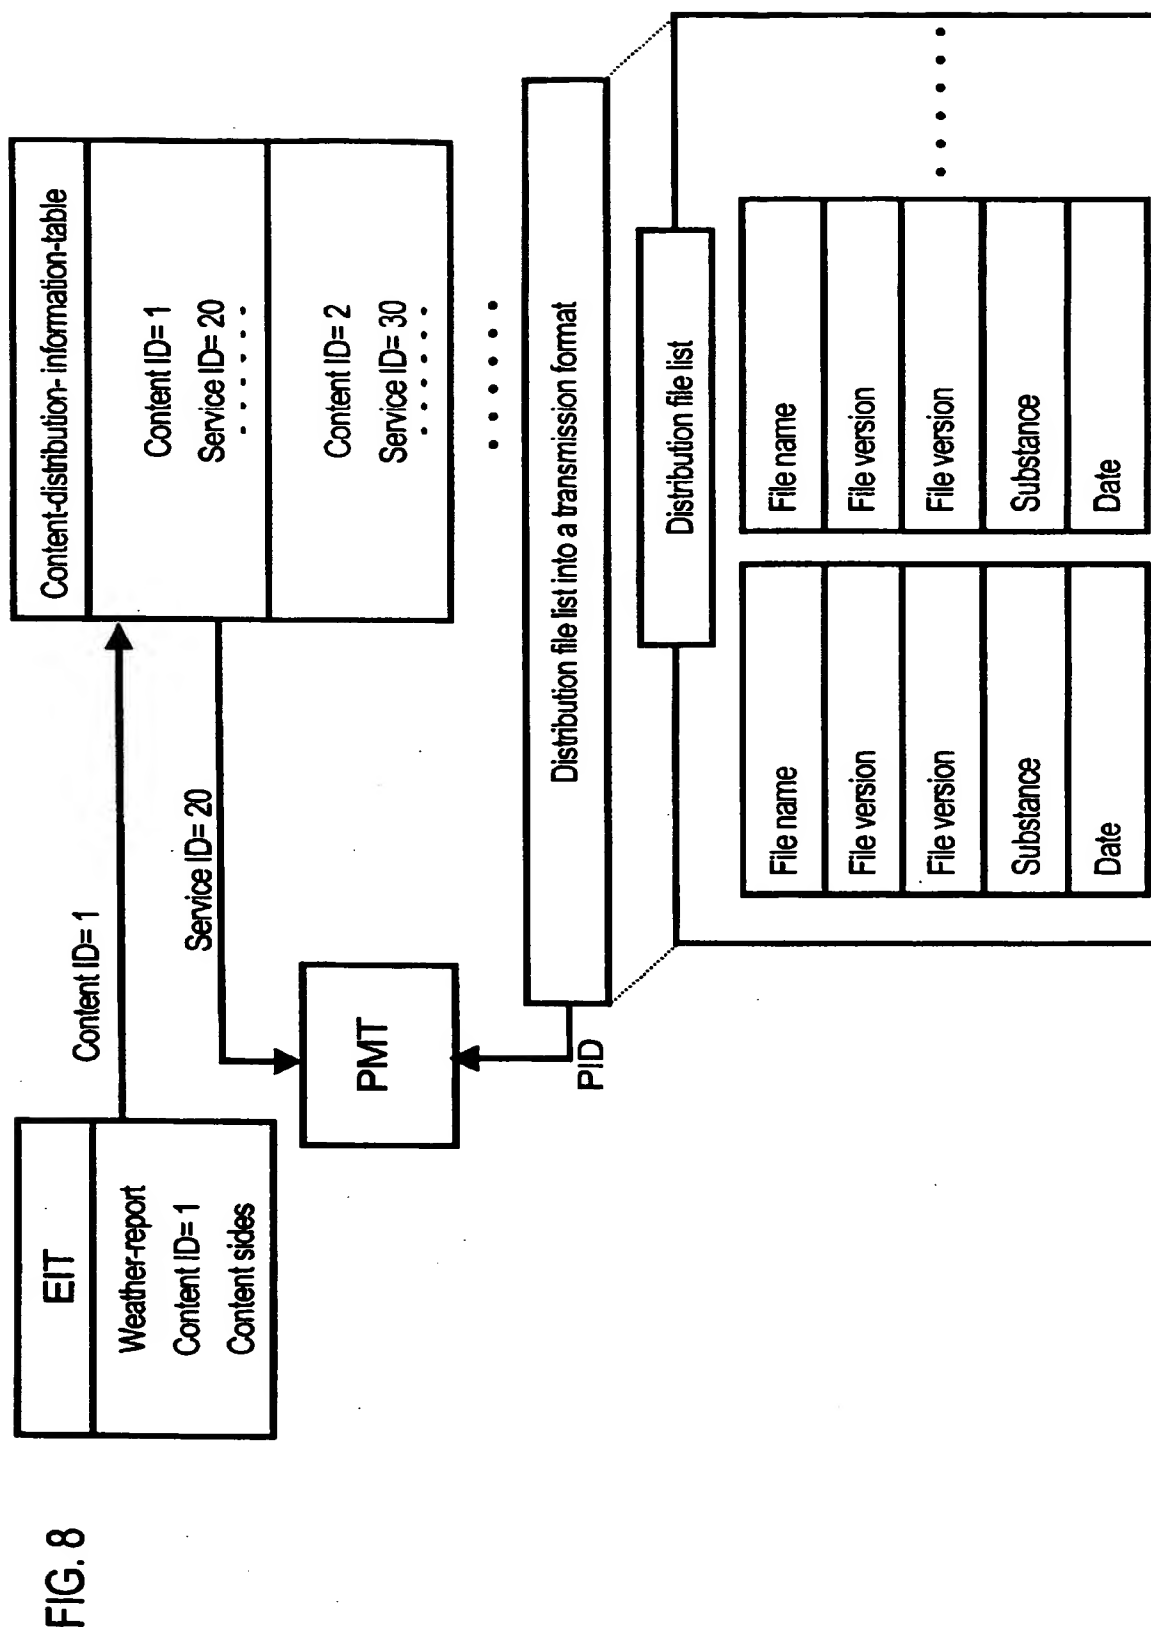 FIG. 8
EIT
Weather-report
Content ID= 1
Content sides
Content ID= 1
Content-distribution- information-table
Content ID= 1
Service ID= 20
Content ID= 2
Service ID= 30
Service ID= 20
PMT
PID
Distribution file list into a transmission format
Distribution file list
File name
File version
File version
Substance
Date
File name
File version
File version
Substance
Date